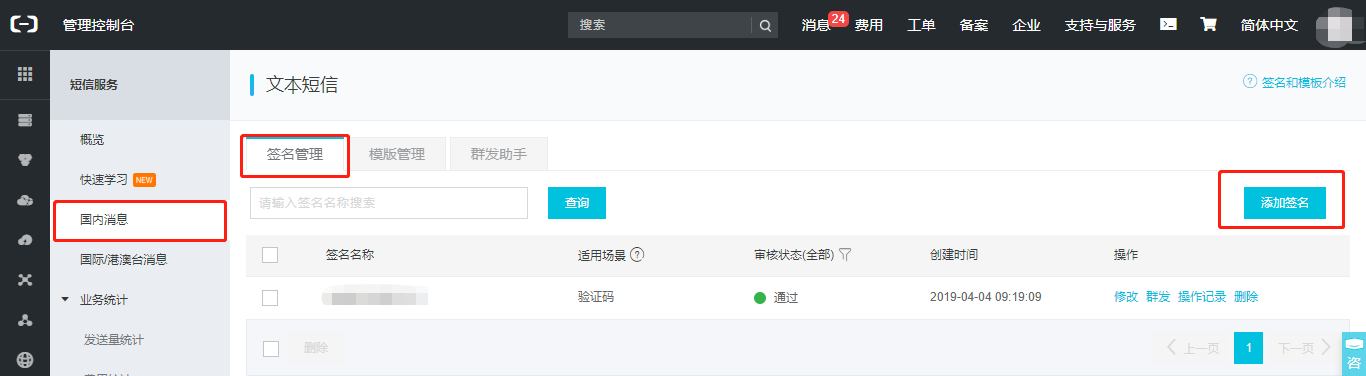 管理控制台 搜索 消息 24 费用 工单 备案 企业 支持与服务 简体中文
短信服务
概览
快速学习 NEW
国内消息
国际/港澳台消息
业务统计
发送量统计
文本短信
签名和模板介绍
签名管理 模版管理 群发助手
请输入签名名称搜索 查询 添加签名
签名名称 适用场景 审核状态(全部) 创建时间 操作
验证码 通过 2019-04-04 09:19:09 修改 群发 操作记录 删除
删除 上一页 1 下一页
咨